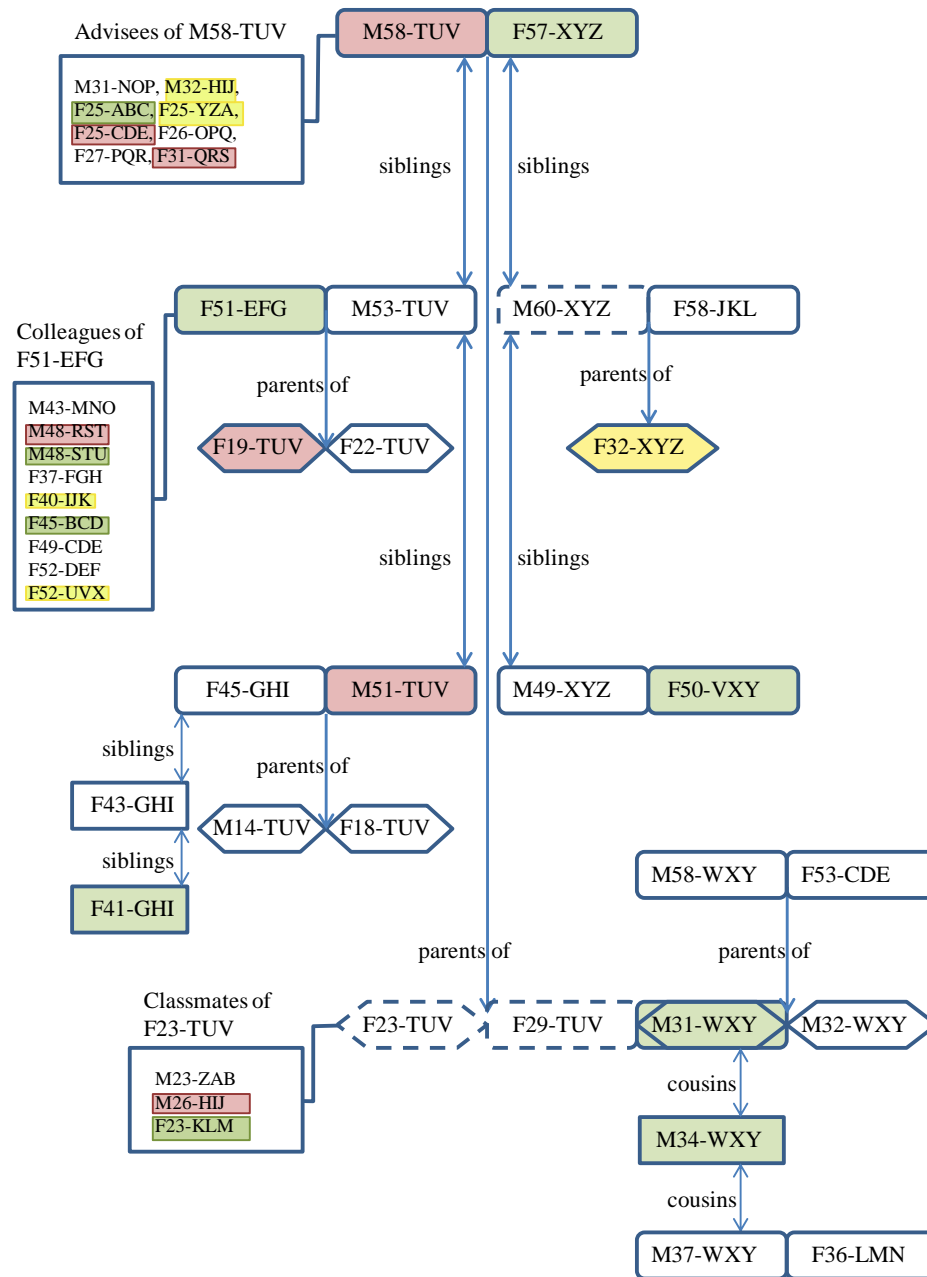 Advisees of M58-TUV
M58-TUV
F57-XYZ
M31-NOP, M32-HIJ,
F25-ABC, F25-YZA,
F25-CDE, F26-OPQ,
F27-PQR, F31-QRS
siblings
siblings
F51-EFG
M53-TUV
M60-XYZ
F58-JKL
Colleagues of
F51-EFG
parents of
parents of
M43-MNO
M48-RST
M48-STU
F37-FGH
F40-IJK
F45-BCD
F49-CDE
F52-DEF
F52-UVX
F19-TUV
F22-TUV
F32-XYZ
siblings
siblings
F45-GHI
M51-TUV
M49-XYZ
F50-VXY
siblings
parents of
F43-GHI
M14-TUV
F18-TUV
siblings
F41-GHI
M58-WXY
F53-CDE
parents of
parents of
Classmates of
F23-TUV
F23-TUV
F29-TUV
M31-WXY
M32-WXY
M23-ZAB
M26-HIJ
F23-KLM
cousins
M34-WXY
cousins
M37-WXY
F36-LMN